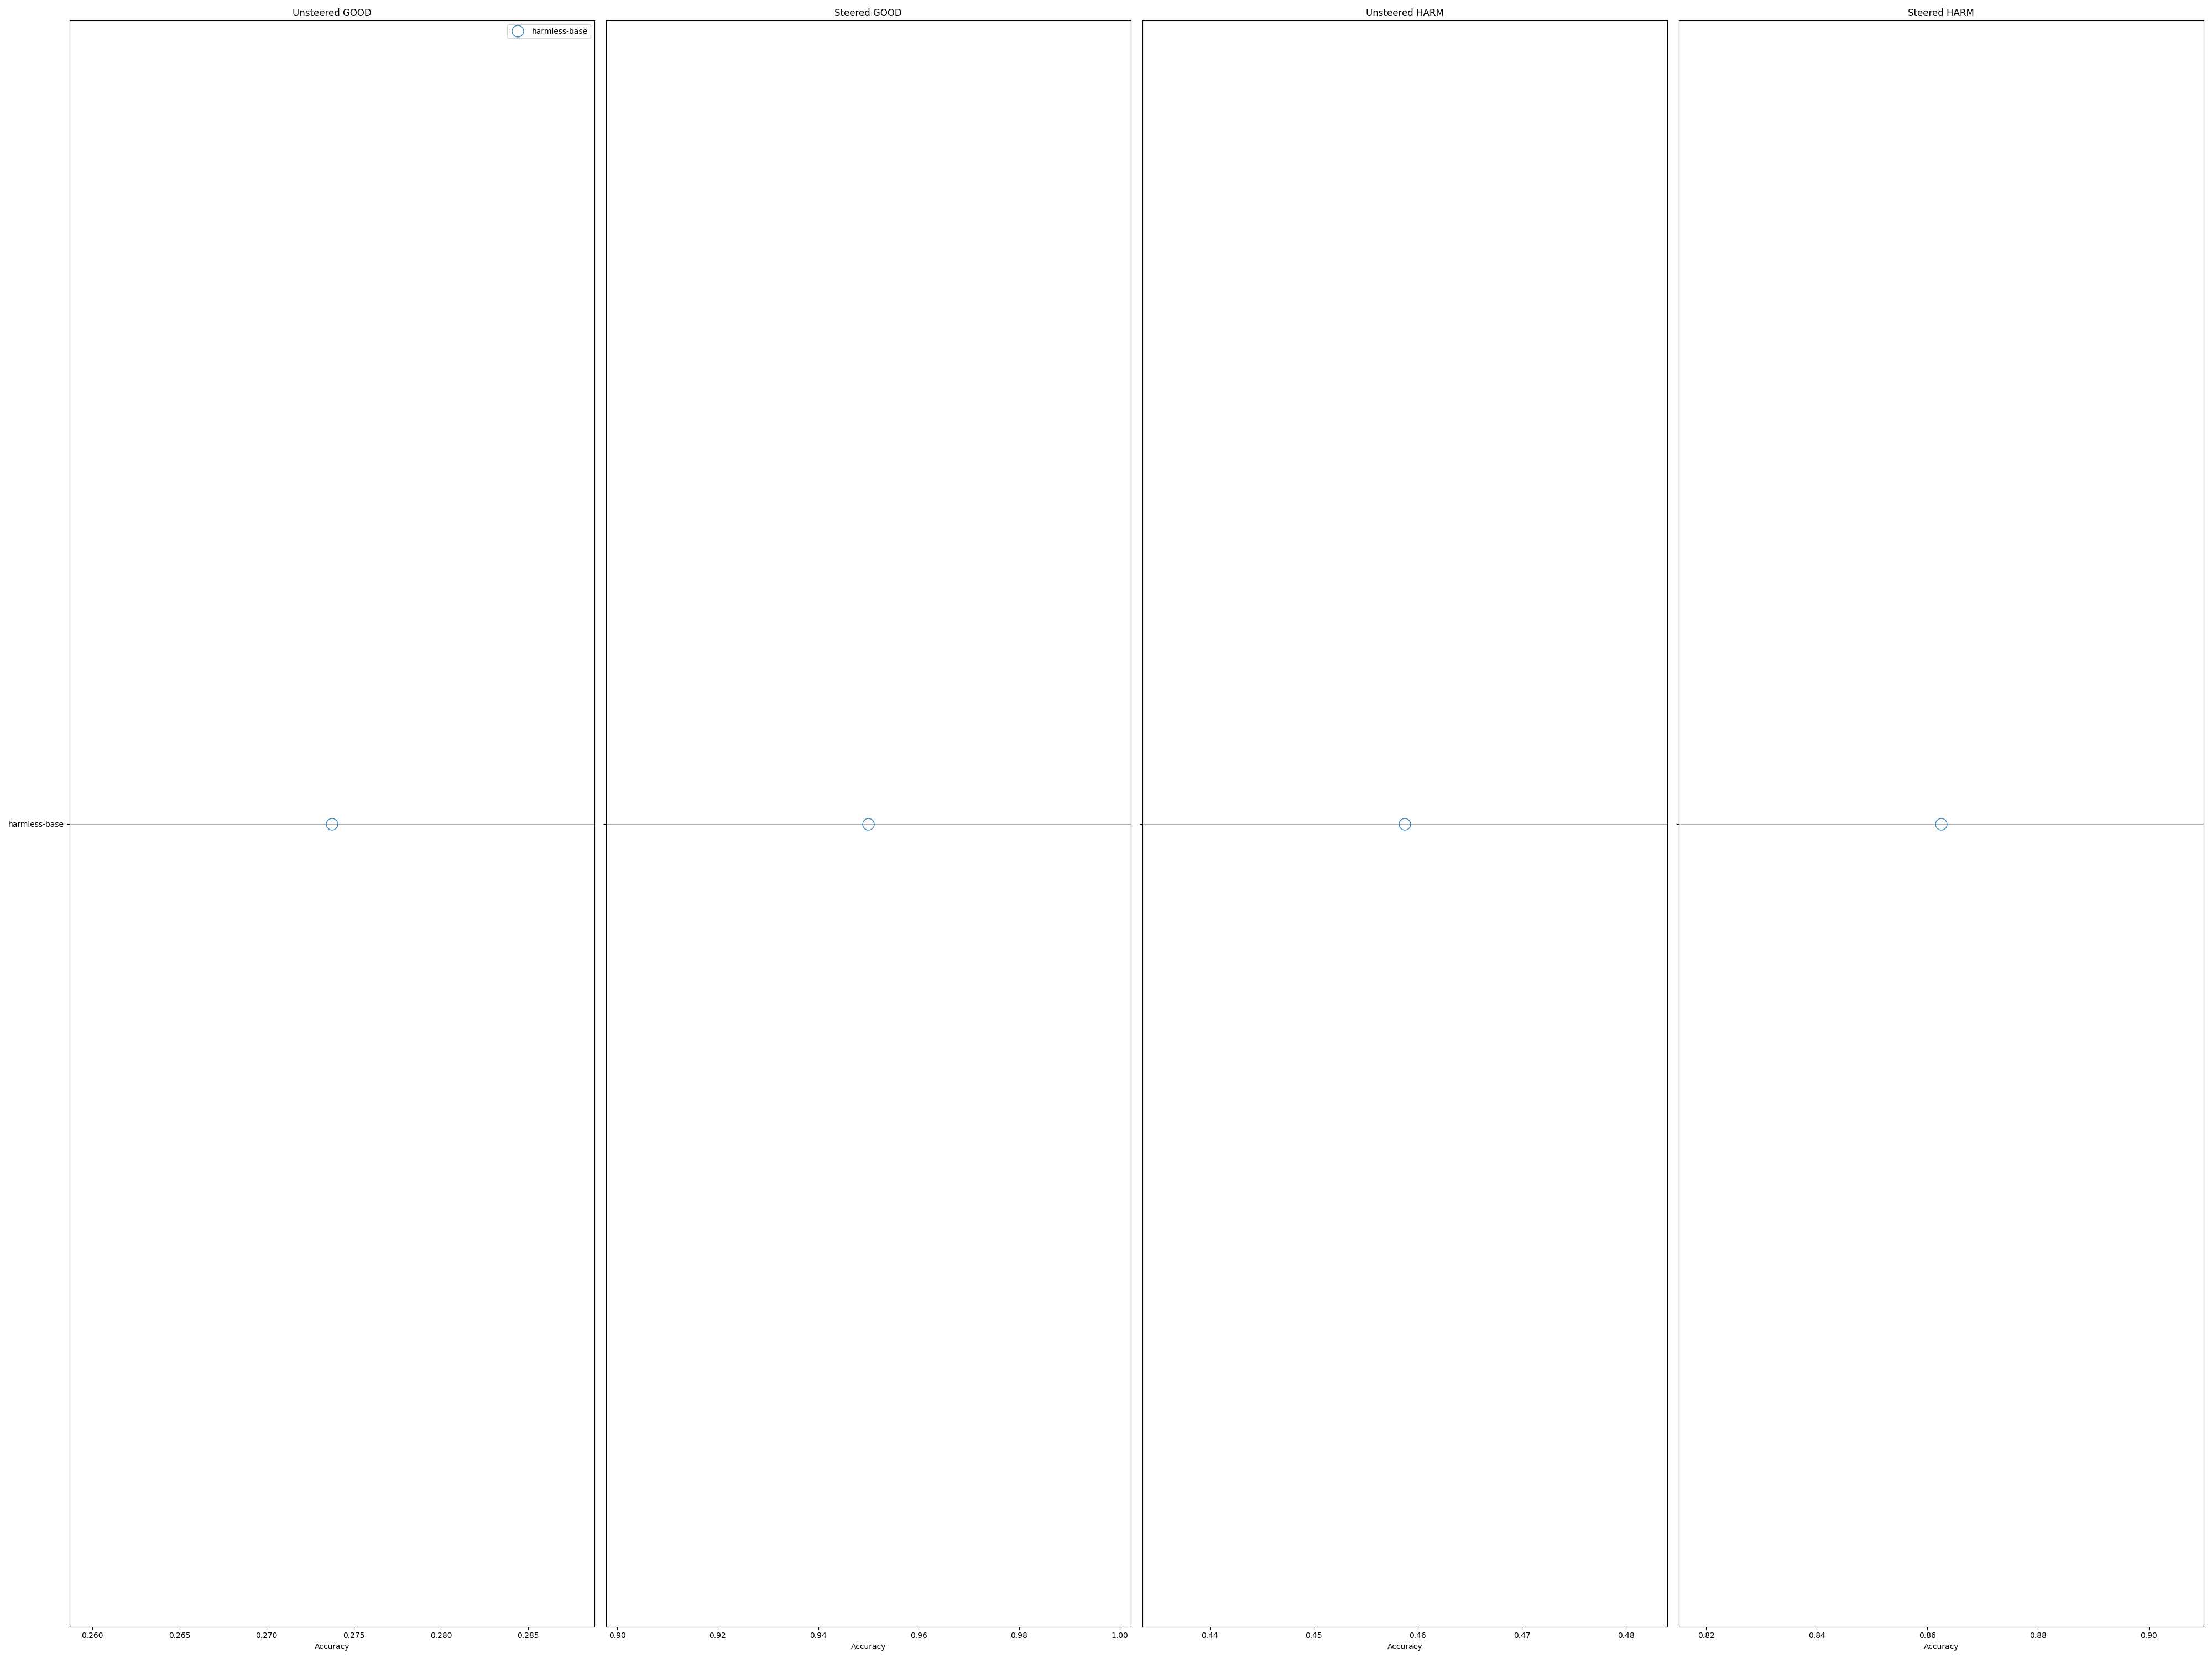 Unsteered GOOD
Steered GOOD
Unsteered HARM
Steered HARM
harmless-base
harmless-base
0.260 0.265 0.270 0.275 0.280 0.285
0.90 0.92 0.94 0.96 0.98 1.00
0.44 0.45 0.46 0.47 0.48
0.82 0.84 0.86 0.88 0.90
Accuracy
Accuracy
Accuracy
Accuracy